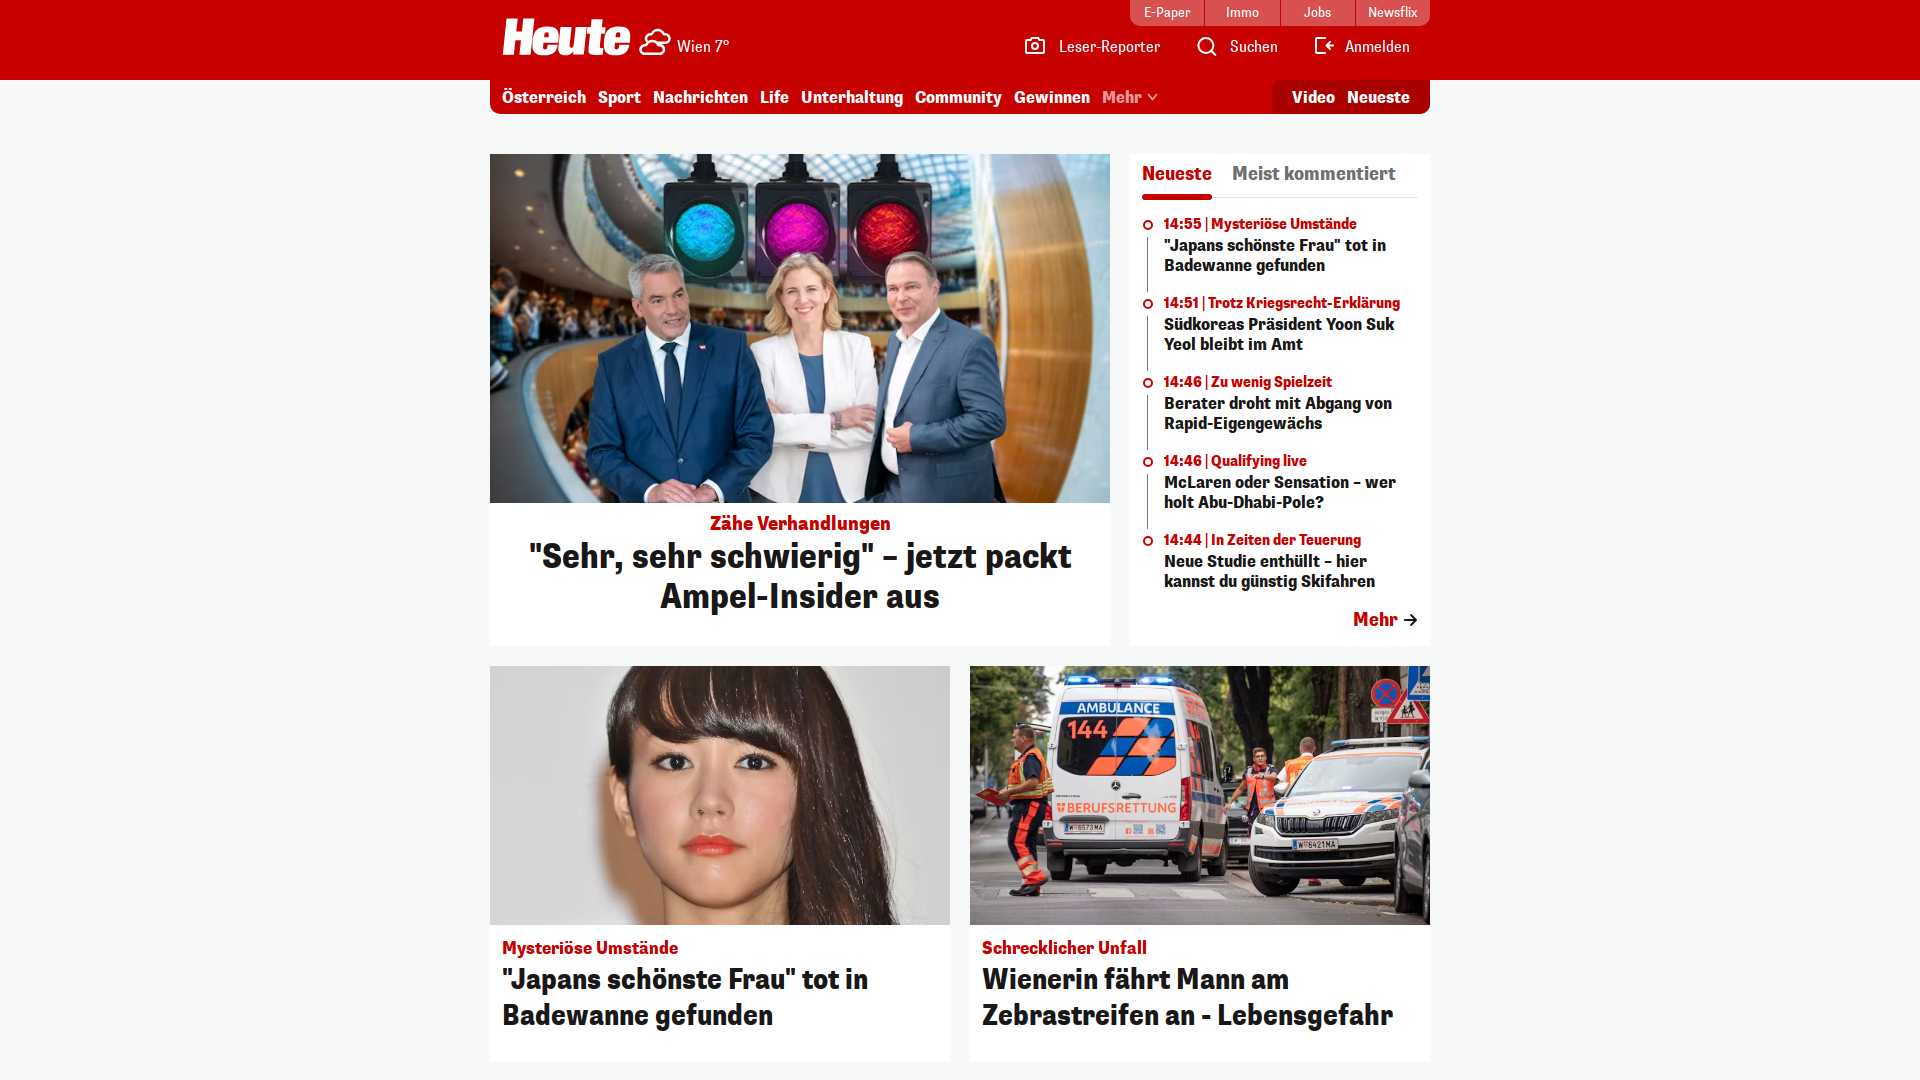 E-Paper
Immo
Jobs
Newsflix
Heute
Wien 7°
Leser-Reporter
Suchen
Anmelden
Österreich
Sport
Nachrichten
Life
Unterhaltung
Community
Gewinnen
Mehr
Video
Neueste
Zähe Verhandlungen
"Sehr, sehr schwierig" – jetzt packt
Ampel-Insider aus
Neueste
Meist kommentiert
14:55 | Mysteriöse Umstände
"Japans schönste Frau" tot in
Badewanne gefunden
14:51 | Trotz Kriegsrecht-Erklärung
Südkoreas Präsident Yoon Suk
Yeol bleibt im Amt
14:46 | Zu wenig Spielzeit
Berater droht mit Abgang von
Rapid-Eigengewächs
14:46 | Qualifying live
McLaren oder Sensation – wer
holt Abu-Dhabi-Pole?
14:44 | In Zeiten der Teuerung
Neue Studie enthüllt – hier
kannst du günstig Skifahren
Mehr
Mysteriöse Umstände
"Japans schönste Frau" tot in
Badewanne gefunden
AMBULANCE
144
BERUFSRETTUNG
W 6573MA
W 6421MA
Schrecklicher Unfall
Wienerin fährt Mann am
Zebrastreifen an - Lebensgefahr